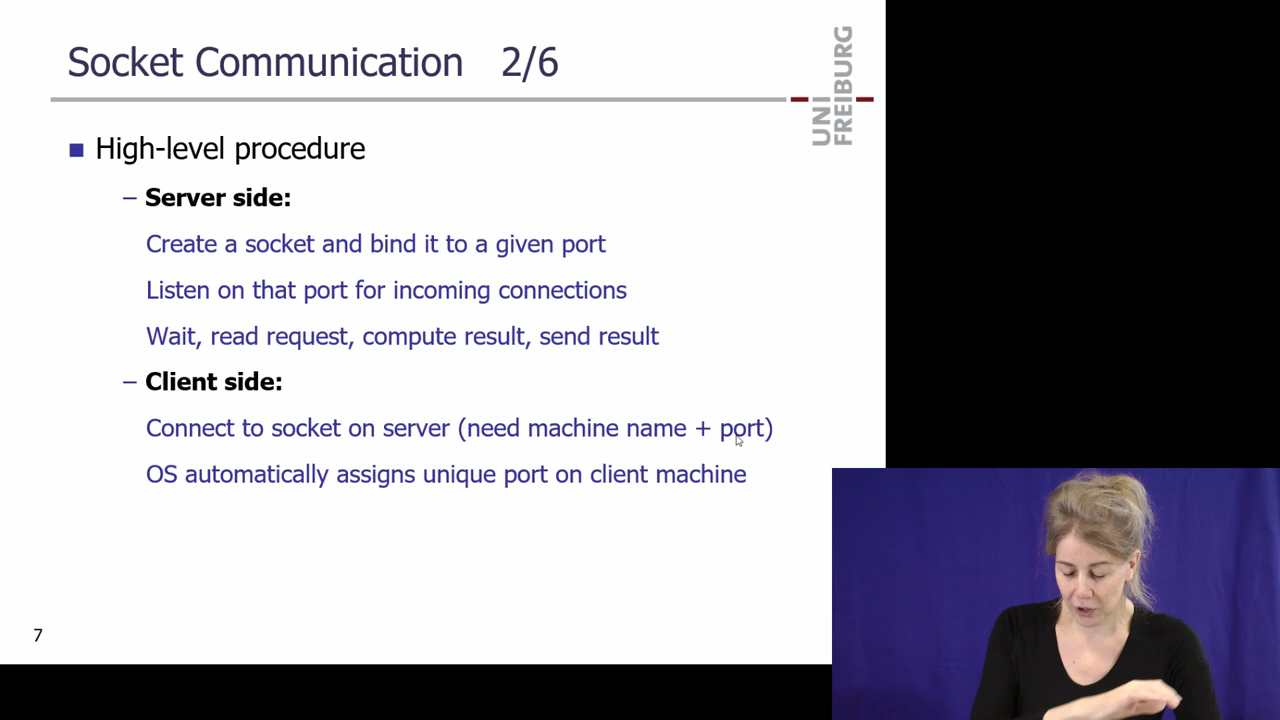 Socket Communication 2/6
UNI
FREIBURG
■ High-level procedure
– Server side:
Create a socket and bind it to a given port
Listen on that port for incoming connections
Wait, read request, compute result, send result
– Client side:
Connect to socket on server (need machine name + port)
OS automatically assigns unique port on client machine
7